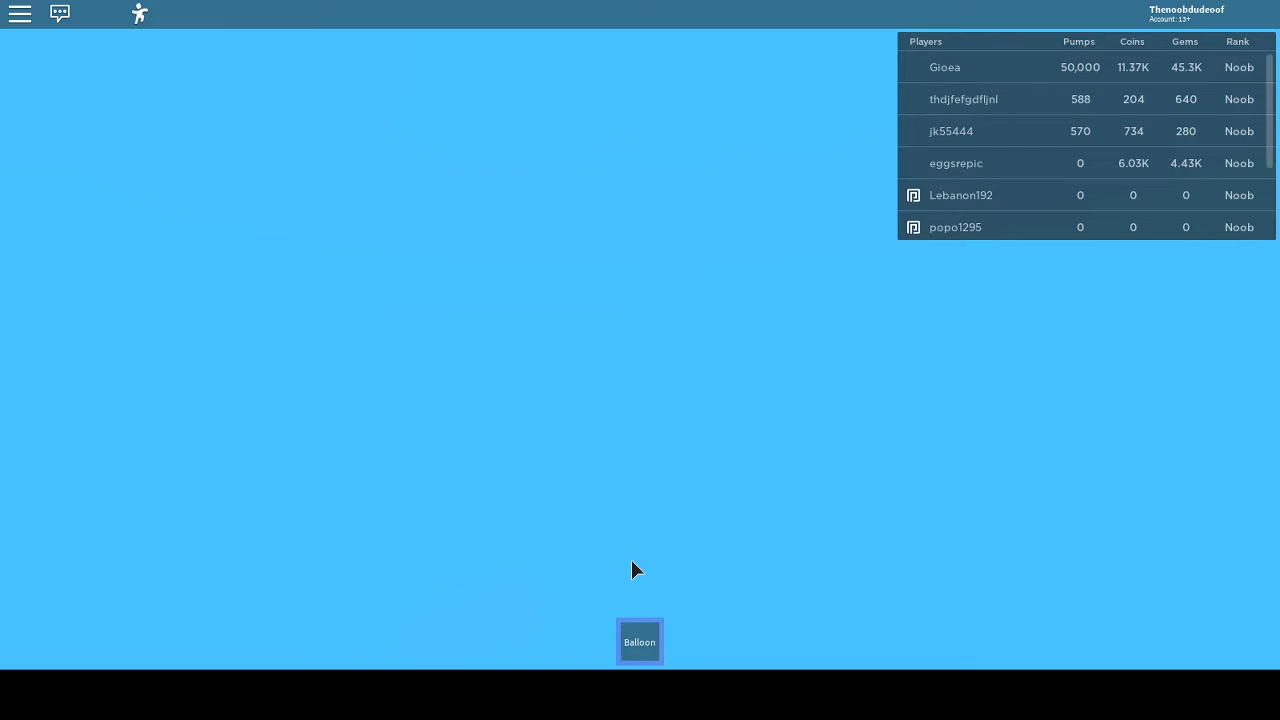 Thenoobdudeoof
Account: 13+
Players Pumps Coins Gems Rank
Gioea 50,000 11.37K 45.3K Noob
thdjfefgdfljnl 588 204 640 Noob
jk55444 570 734 280 Noob
eggsrepic 0 6.03K 4.43K Noob
Lebanon192 0 0 0 Noob
popo1295 0 0 0 Noob
Balloon